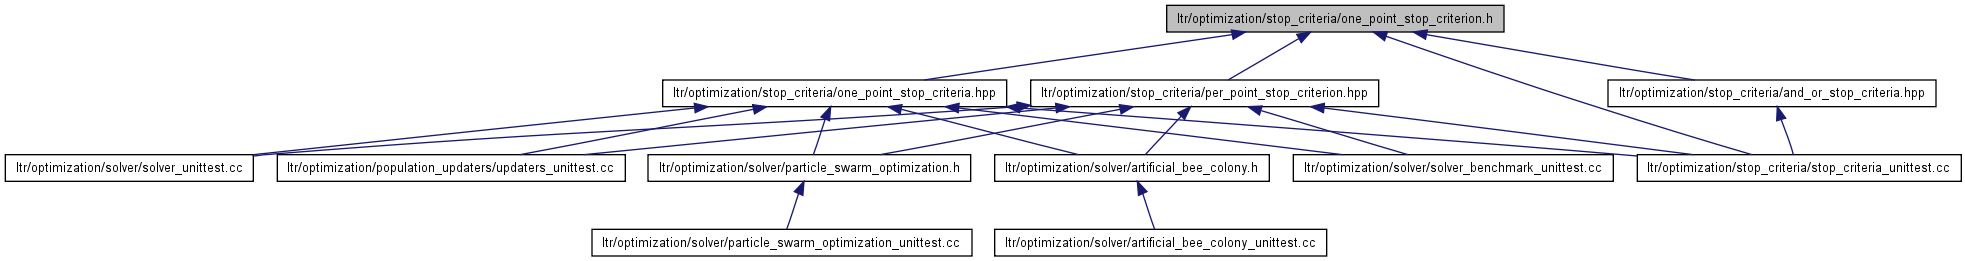 ltr/optimization/stop_criteria/one_point_stop_criterion.h
ltr/optimization/stop_criteria/one_point_stop_criteria.hpp
ltr/optimization/stop_criteria/per_point_stop_criterion.hpp
ltr/optimization/stop_criteria/and_or_stop_criteria.hpp
ltr/optimization/solver/solver_unittest.cc
ltr/optimization/population_updaters/updaters_unittest.cc
ltr/optimization/solver/particle_swarm_optimization.h
ltr/optimization/solver/artificial_bee_colony.h
ltr/optimization/solver/solver_benchmark_unittest.cc
ltr/optimization/stop_criteria/stop_criteria_unittest.cc
ltr/optimization/solver/particle_swarm_optimization_unittest.cc
ltr/optimization/solver/artificial_bee_colony_unittest.cc